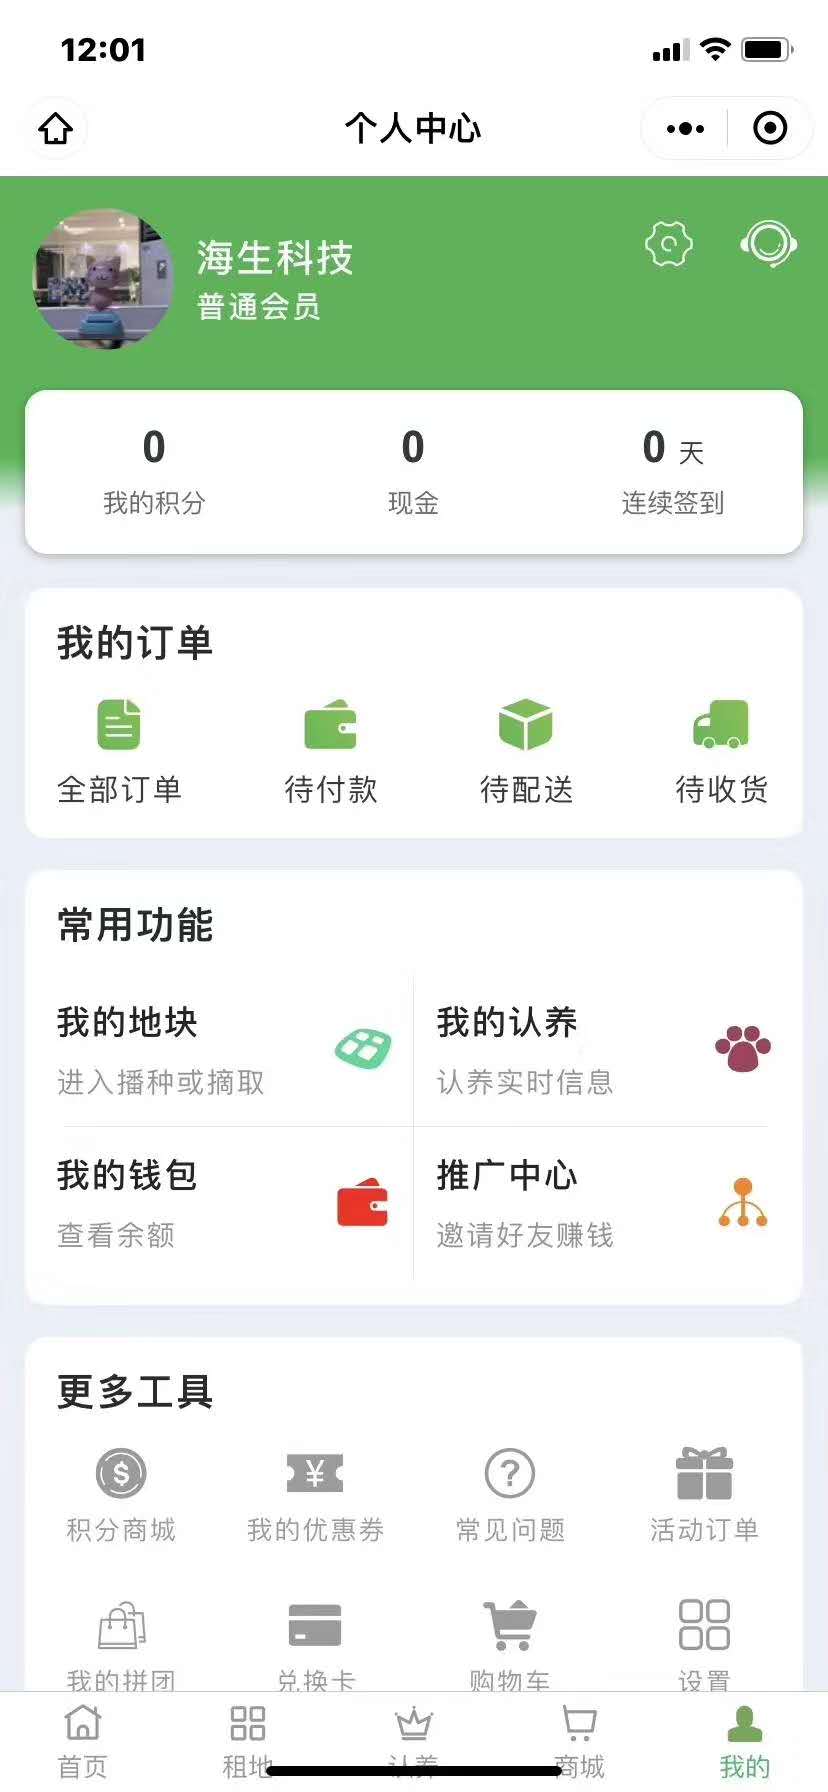 12:01
个人中心
海生科技
普通会员
0 0 0 天
我的积分 现金 连续签到
我的订单
全部订单 待付款 待配送 待收货
常用功能
我的地块 我的认养
进入播种或摘取 认养实时信息
我的钱包 推广中心
查看余额 邀请好友赚钱
更多工具
积分商城 我的优惠券 常见问题 活动订单
我的拼团 兑换卡 购物车 设置
首页 租地 认养 商城 我的